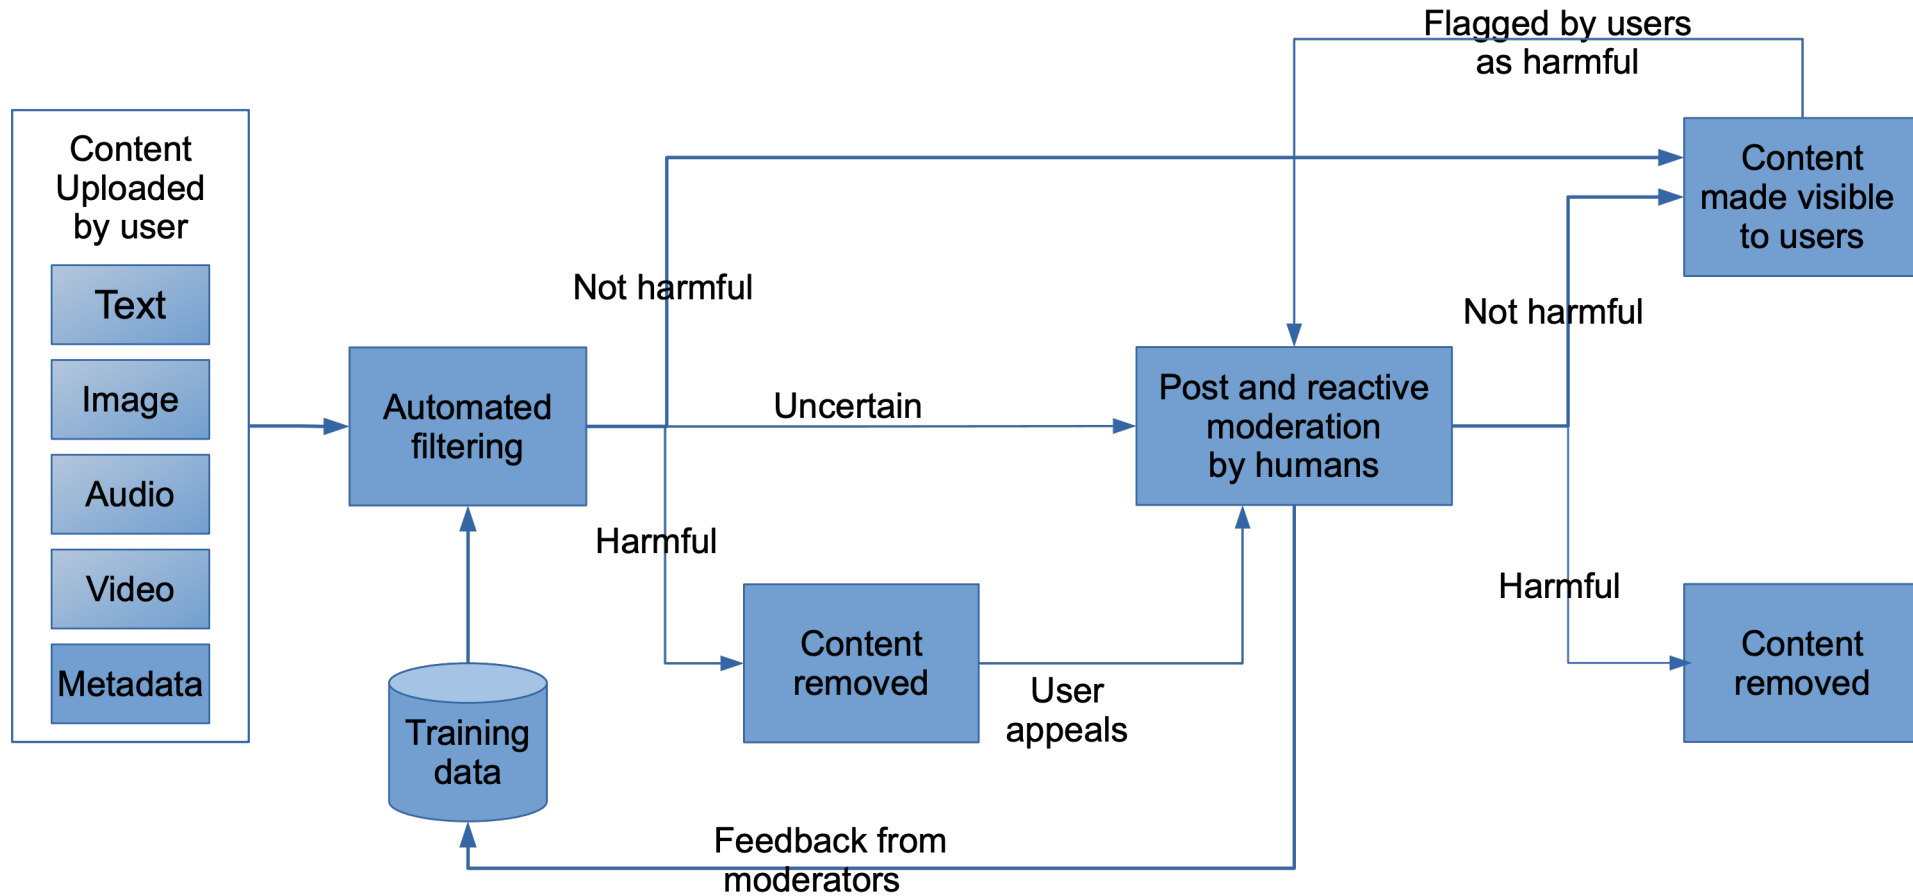 Flagged by users
as harmful
Content
Uploaded
by user
Text
Image
Audio
Video
Metadata
Automated
filtering
Training
data
Not harmful
Uncertain
Harmful
Content
removed
User
appeals
Feedback from
moderators
Post and reactive
moderation
by humans
Not harmful
Harmful
Content
made visible
to users
Content
removed